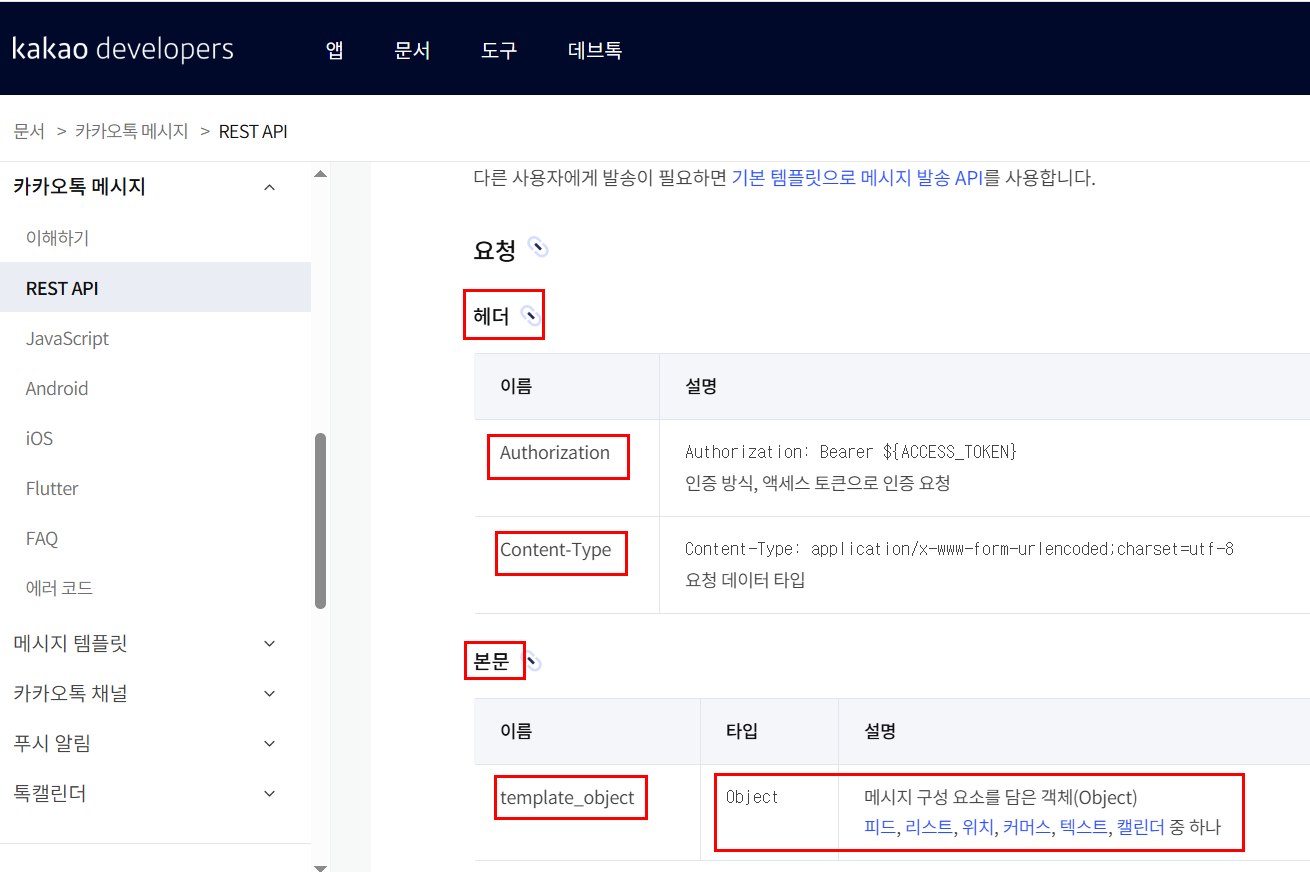 kakao developers 앱 문서 도구 데브톡
문서 > 카카오톡 메시지 > REST API
카카오톡 메시지
이해하기
REST API
JavaScript
Android
iOS
Flutter
FAQ
에러 코드
메시지 템플릿
카카오톡 채널
푸시 알림
톡캘린더
다른 사용자에게 발송이 필요하면 기본 템플릿으로 메시지 발송 API를 사용합니다.
요청
헤더
이름 설명
Authorization Authorization: Bearer ${ACCESS_TOKEN}
인증 방식, 액세스 토큰으로 인증 요청
Content-Type Content-Type: application/x-www-form-urlencoded;charset=utf-8
요청 데이터 타입
본문
이름 타입 설명
template_object Object 메시지 구성 요소를 담은 객체(Object)
피드, 리스트, 위치, 커머스, 텍스트, 캘린더 중 하나